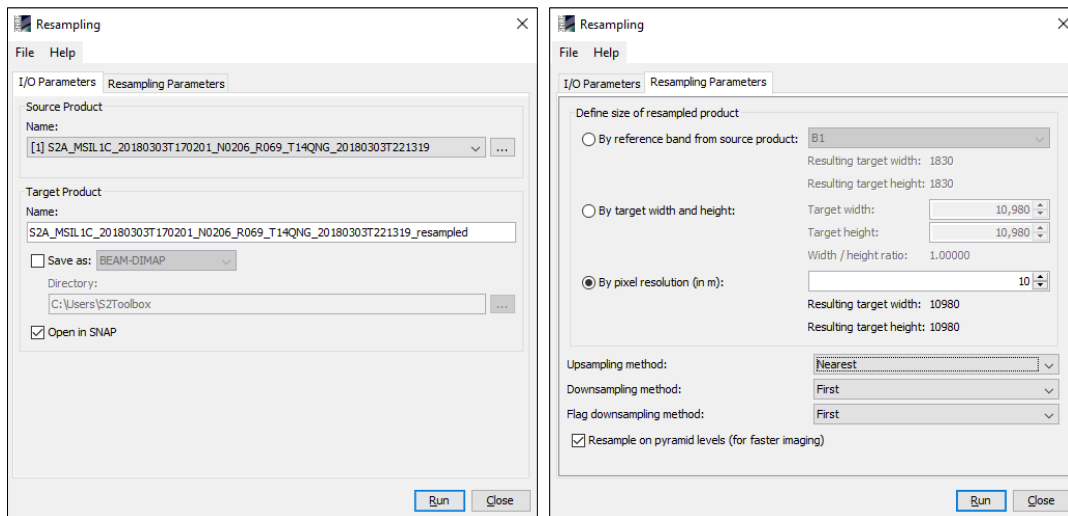 Resampling
File Help
I/O Parameters Resampling Parameters
Source Product
Name:
[1] S2A_MSIL1C_20180303T170201_N0206_R069_T14QNG_20180303T221319 ...
Target Product
Name:
S2A_MSIL1C_20180303T170201_N0206_R069_T14QNG_20180303T221319_resampled
Save as: BEAM-DIMAP
Directory:
C:\Users\S2Toolbox ...
Open in SNAP
Run Close
Resampling
File Help
I/O Parameters Resampling Parameters
Define size of resampled product
By reference band from source product: B1
Resulting target width: 1830
Resulting target height: 1830
By target width and height: Target width: 10,980
Target height: 10,980
Width / height ratio: 1.00000
By pixel resolution (in m): 10
Resulting target width: 10980
Resulting target height: 10980
Upsampling method: Nearest
Downsampling method: First
Flag downsampling method: First
Resample on pyramid levels (for faster imaging)
Run Close